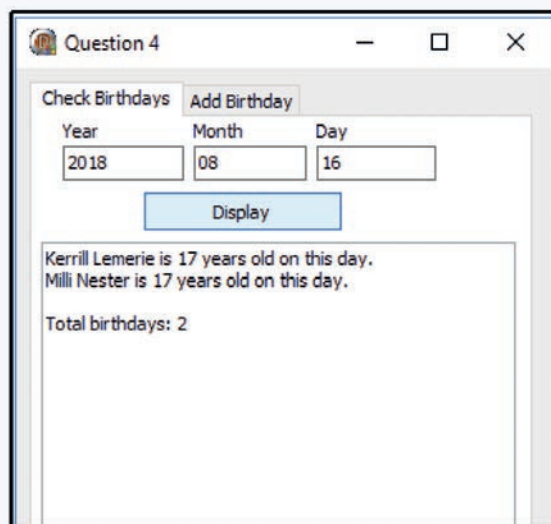 Question 4
Check Birthdays Add Birthday
Year Month Day
2018 08 16
Display
Kerrill Lemerie is 17 years old on this day.
Milli Nester is 17 years old on this day.
Total birthdays: 2